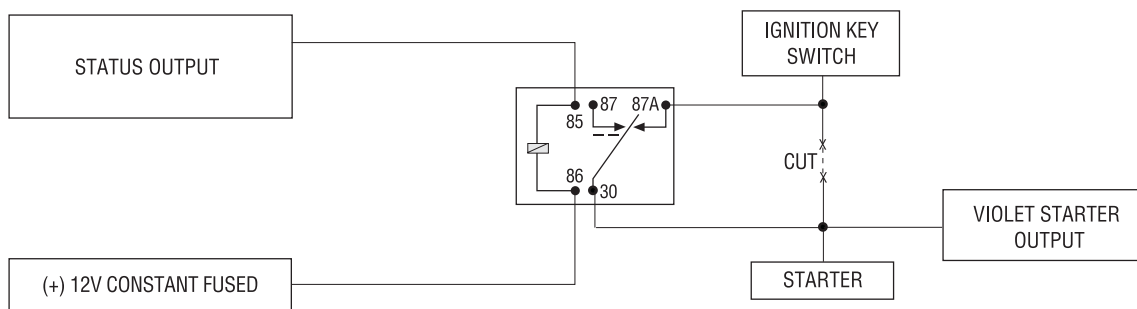 STATUS OUTPUT
IGNITION KEY
SWITCH
87
87A
85
86
30
CUT
VIOLET STARTER
OUTPUT
(+) 12V CONSTANT FUSED
STARTER